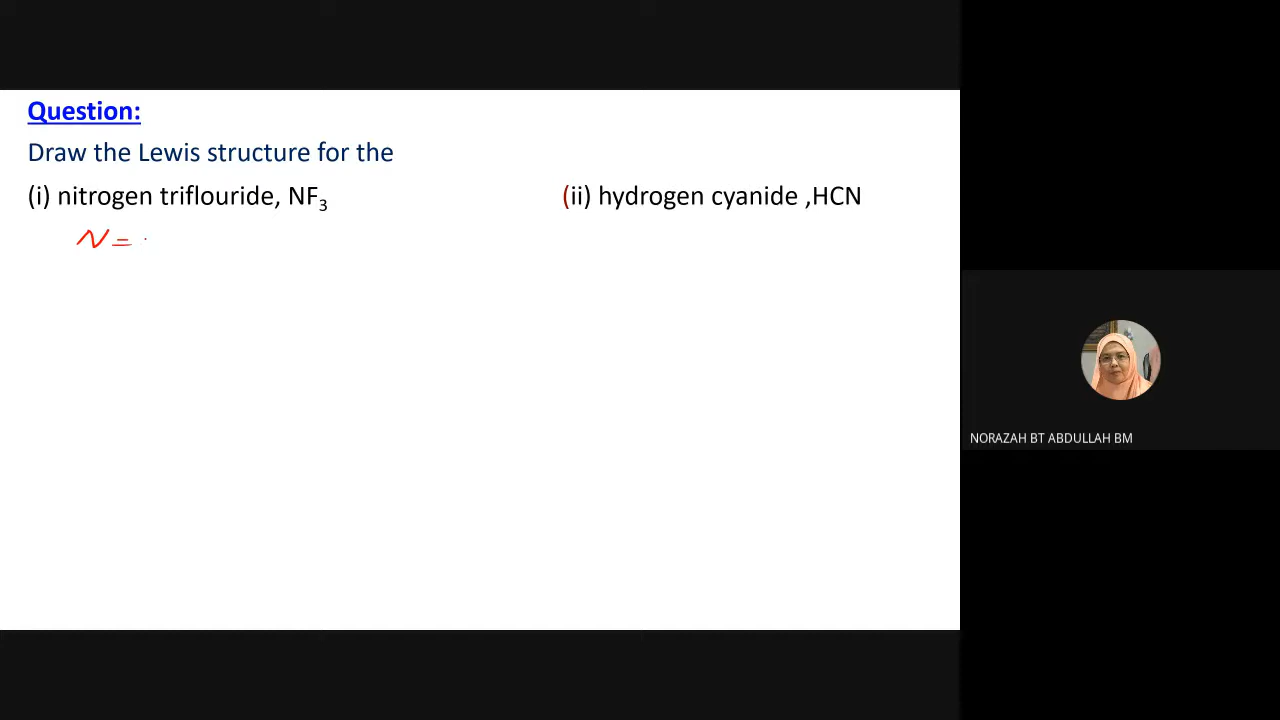 Question:
Draw the Lewis structure for the
(i) nitrogen triflouride, NF3
(ii) hydrogen cyanide ,HCN
N =
NORAZAH BT ABDULLAH BM